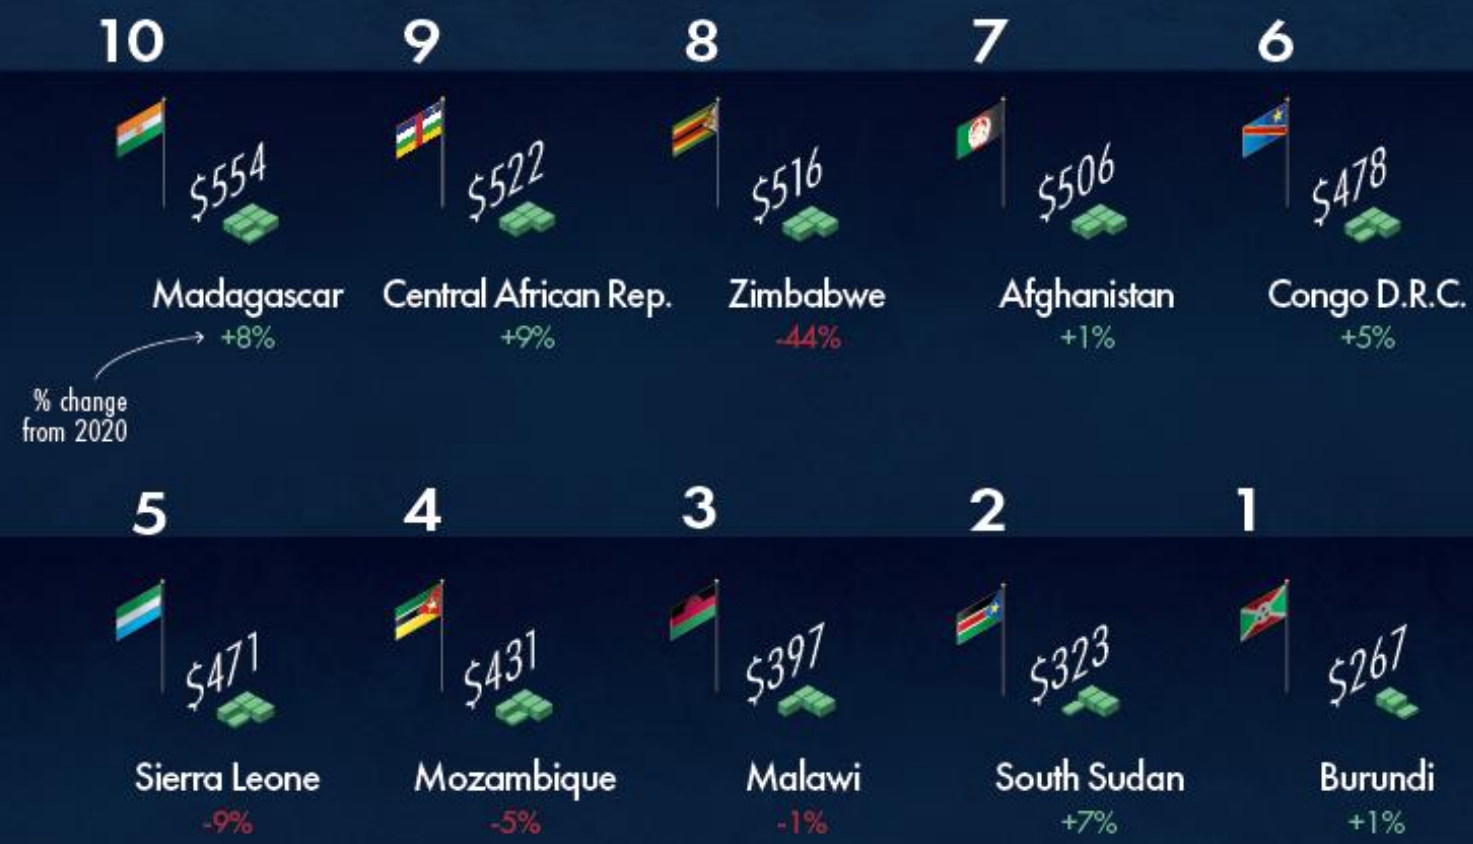 10 9 8 7 6
$554 $522 $516 $506 $478
Madagascar Central African Rep. Zimbabwe Afghanistan Congo D.R.C.
+8% +9% -44% +1% +5%
% change
from 2020
5 4 3 2 1
$471 $431 $397 $323 $267
Sierra Leone Mozambique Malawi South Sudan Burundi
-9% -5% -1% +7% +1%